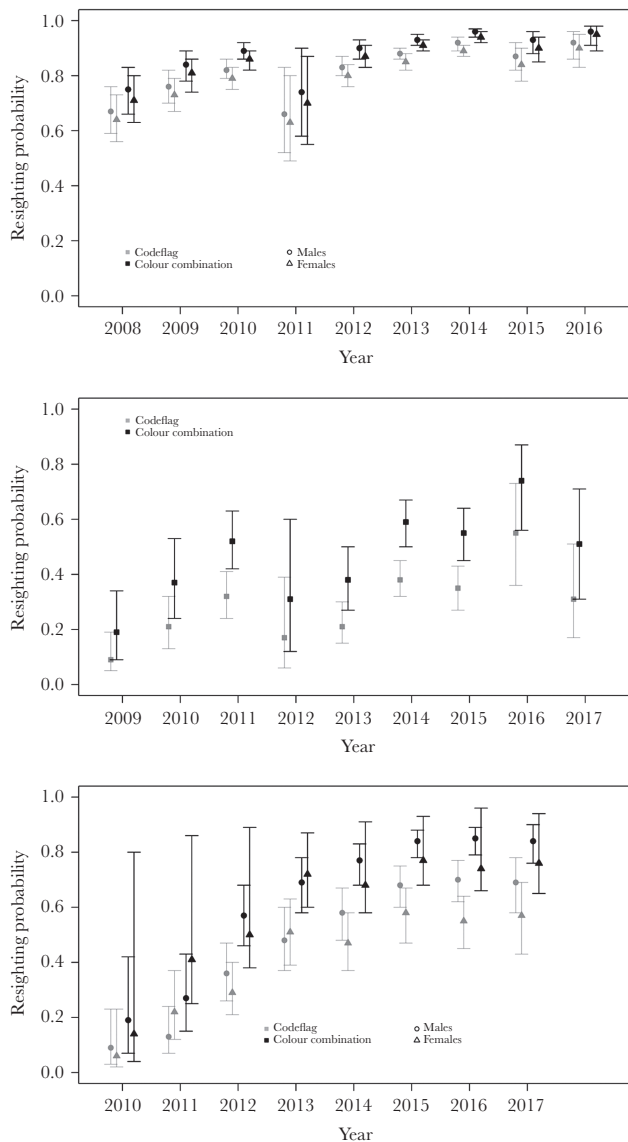 1.0
0.8
0.6
0.4
0.2
0.0
Resighting probability
Codeflag
Colour combination
Males
Females
2008 2009 2010 2011 2012 2013 2014 2015 2016
Year
1.0
0.8
0.6
0.4
0.2
0.0
Resighting probability
Codeflag
Colour combination
2009 2010 2011 2012 2013 2014 2015 2016 2017
Year
1.0
0.8
0.6
0.4
0.2
0.0
Resighting probability
Codeflag
Colour combination
Males
Females
2010 2011 2012 2013 2014 2015 2016 2017
Year